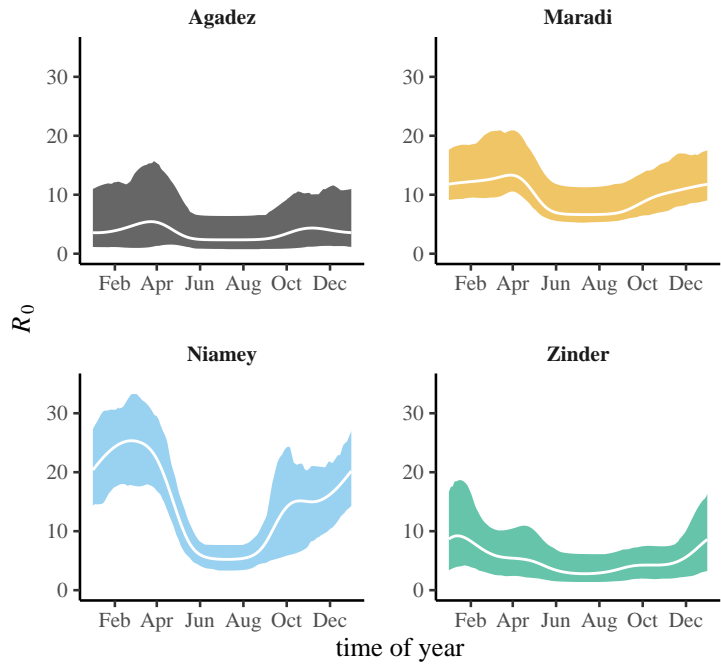 Agadez Maradi
30 30
20 20
10 10
0 0
Feb Apr Jun Aug Oct Dec Feb Apr Jun Aug Oct Dec
R0
Niamey Zinder
30 30
20 20
10 10
0 0
Feb Apr Jun Aug Oct Dec Feb Apr Jun Aug Oct Dec
time of year